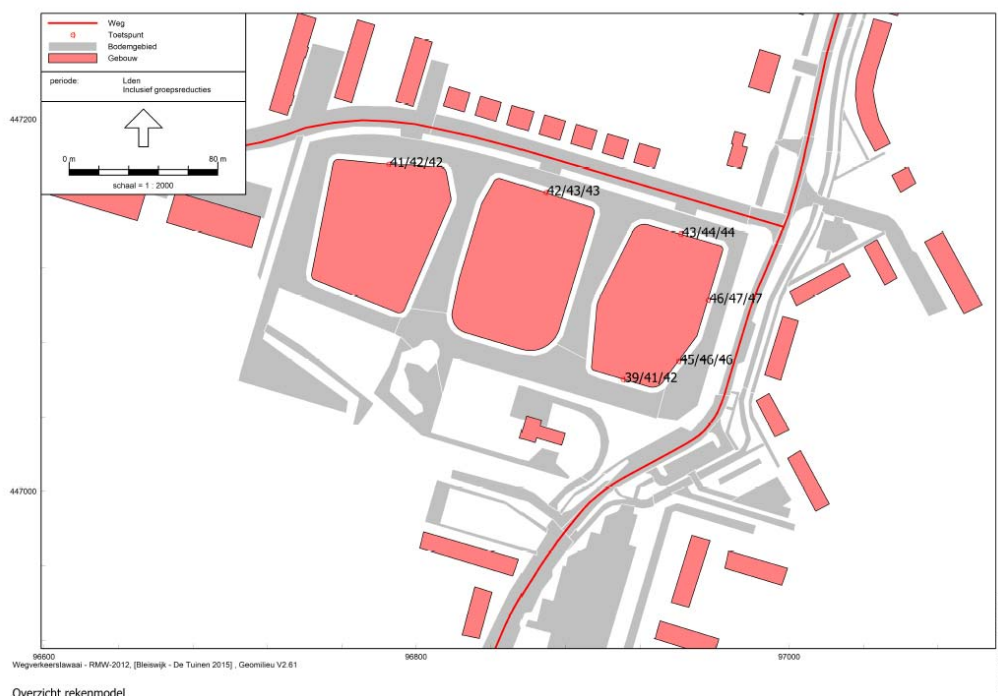 Weg
Toetspunt
Bodemgebied
Gebouw
periode: Lden
Inclusief groepsreducties
0 m 80 m
schaal = 1 : 2000
447200
41/42/42
42/43/43
43/44/44
46/47/47
45/46/46
39/41/42
447000
96600 96800 97000
Wegverkeerslawaai - RMW-2012, [Bleiswijk - De Tuinen 2015] , Geomilieu V2.61
Overzicht rekenmodel